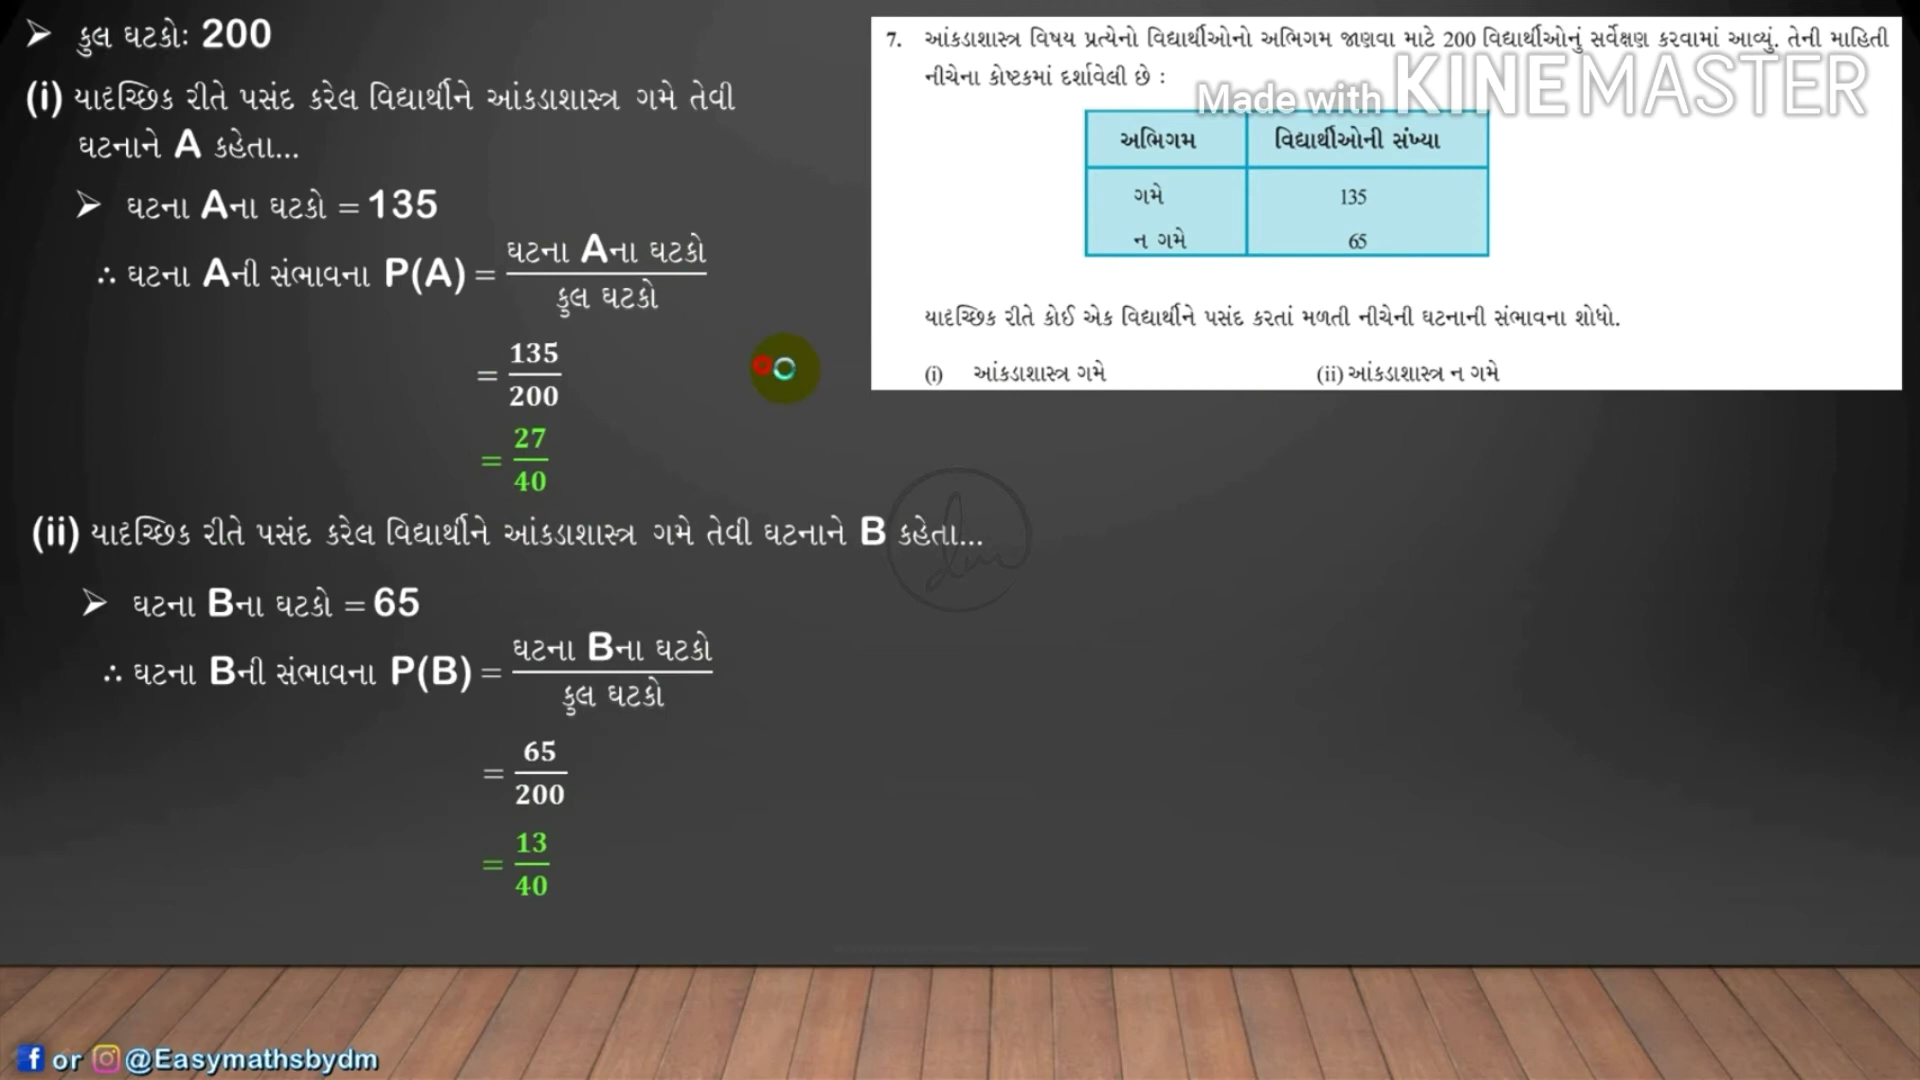 ➤ કુલ ઘટકો: 200
(i) યાદચ્છિક રીતે પસંદ કરેલ વિદ્યાર્થીને આંકડાશાસ્ત્ર ગમે તેવી
ઘટનાને A કહેતા...
➤ ઘટના Aના ઘટકો = 135
∴ ઘટના Aની સંભાવના P(A) = ઘટના Aના ઘટકો / કુલ ઘટકો
= 135/200
= 27/40
(ii) યાદચ્છિક રીતે પસંદ કરેલ વિદ્યાર્થીને આંકડાશાસ્ત્ર ગમે તેવી ઘટનાને B કહેતા...
➤ ઘટના Bના ઘટકો = 65
∴ ઘટના Bની સંભાવના P(B) = ઘટના Bના ઘટકો / કુલ ઘટકો
= 65/200
= 13/40
7. આંકડાશાસ્ત્ર વિષય પ્રત્યેનો વિદ્યાર્થીઓનો અભિગમ જાણવા માટે 200 વિદ્યાર્થીઓનું સર્વેક્ષણ કરવામાં આવ્યું. તેની માહિતી
નીચેના કોષ્ટકમાં દર્શાવેલી છે :
Made with KINEMASTER
અભિગમ વિદ્યાર્થીઓની સંખ્યા
ગમે 135
ન ગમે 65
યાદચ્છિક રીતે કોઈ એક વિદ્યાર્થીને પસંદ કરતાં મળતી નીચેની ઘટનાની સંભાવના શોધો.
(i) આંકડાશાસ્ત્ર ગમે (ii) આંકડાશાસ્ત્ર ન ગમે
dm
f or @Easymathsbydm